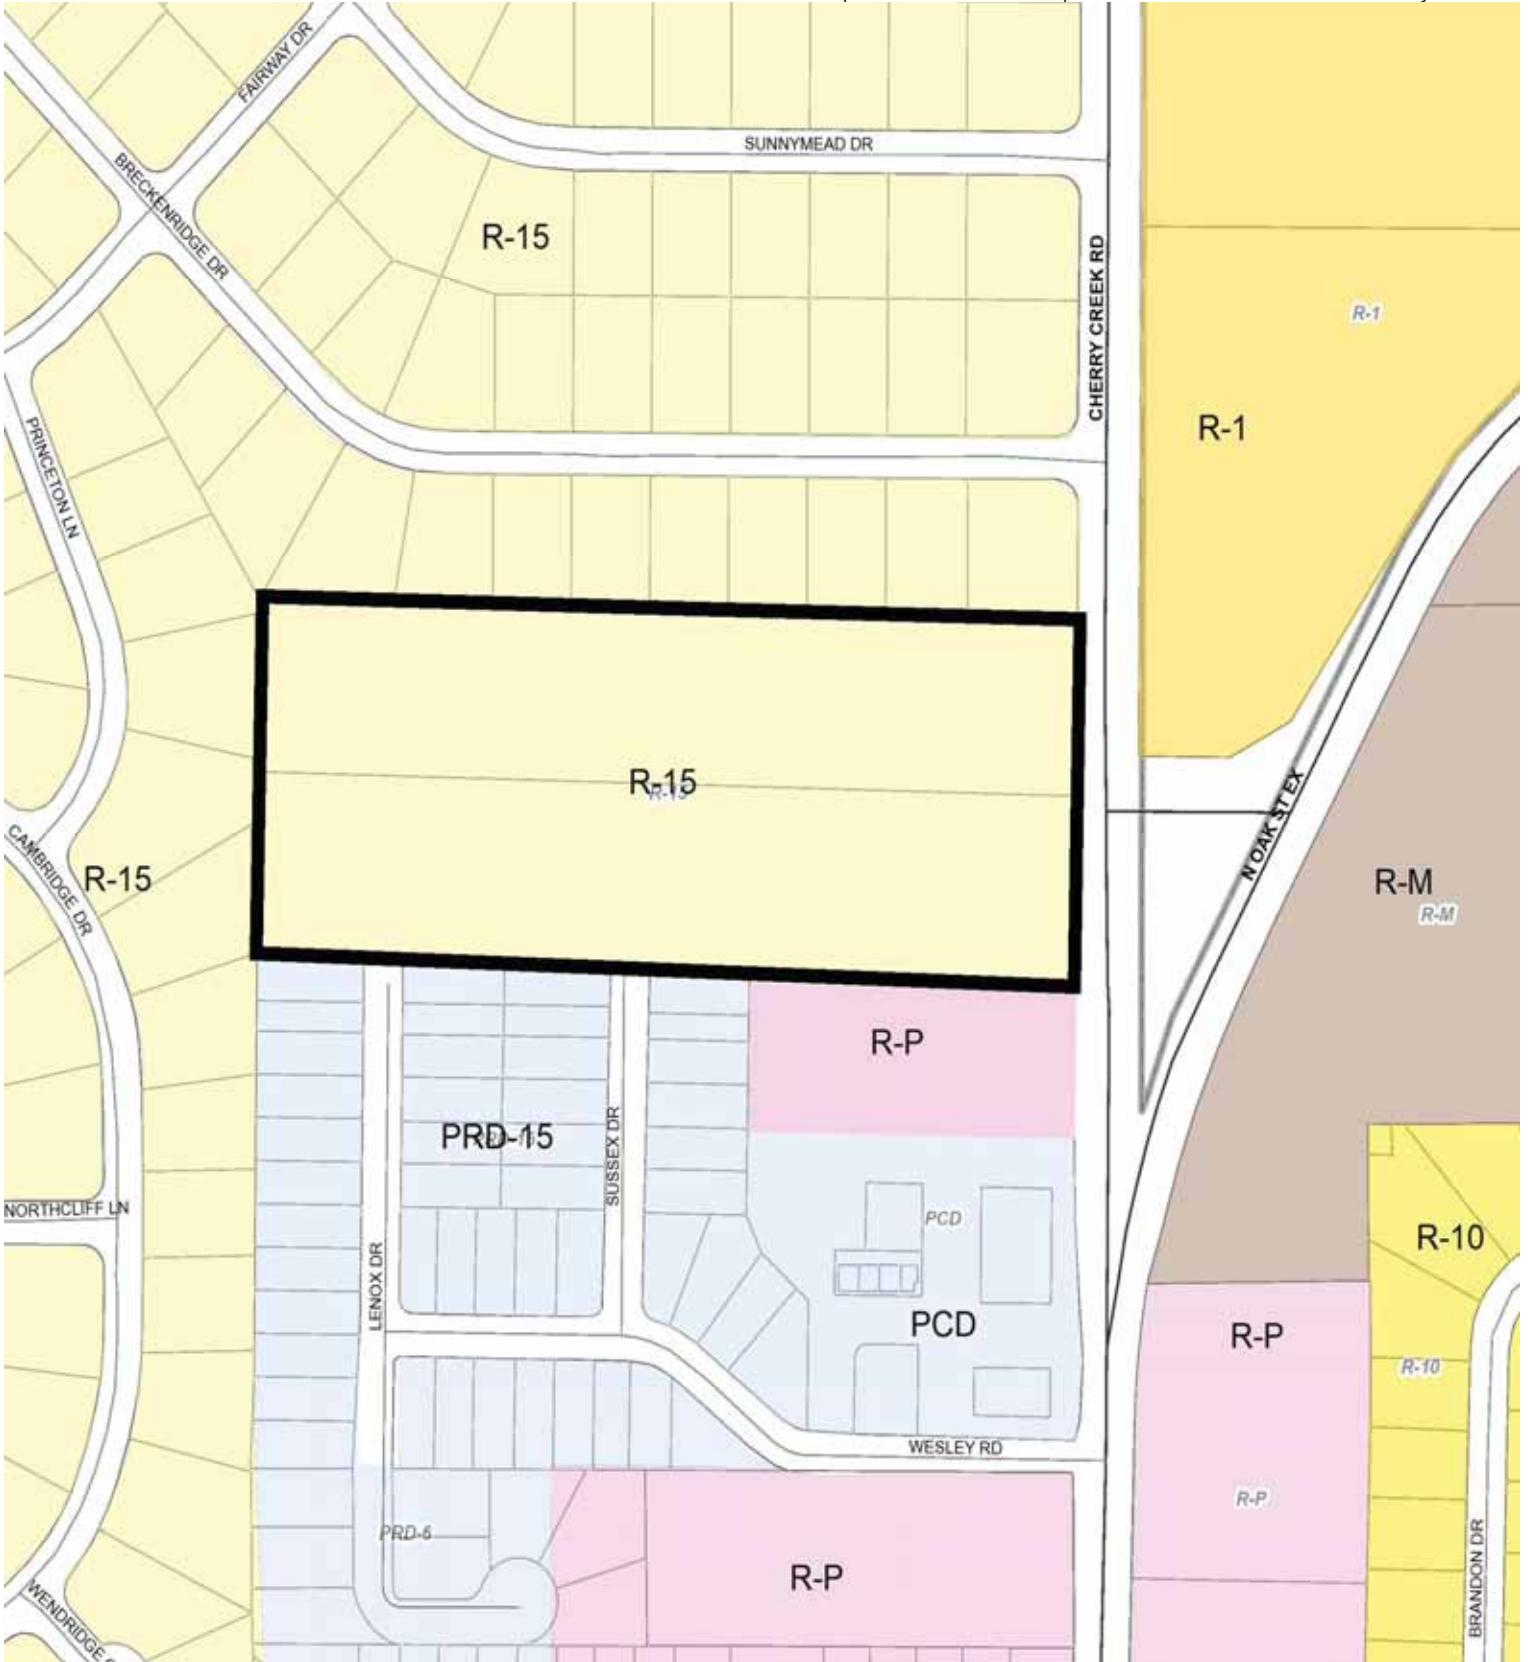 FAIRWAY DR
SUNNYMEAD DR
BRECKENRIDGE DR
R-15
CHERRY CREEK RD
R-1
R-1
PRINCETON LN
R-15
R-15
CAMBRIDGE DR
R-15
N OAK ST EX
R-M
R-M
R-P
PRD-15
SUSSEX DR
NORTHCLIFF LN
PCD
R-10
LENOX DR
PCD
R-P
R-10
WESLEY RD
R-P
PRD-6
R-P
BRANDON DR
WENDRIDGE